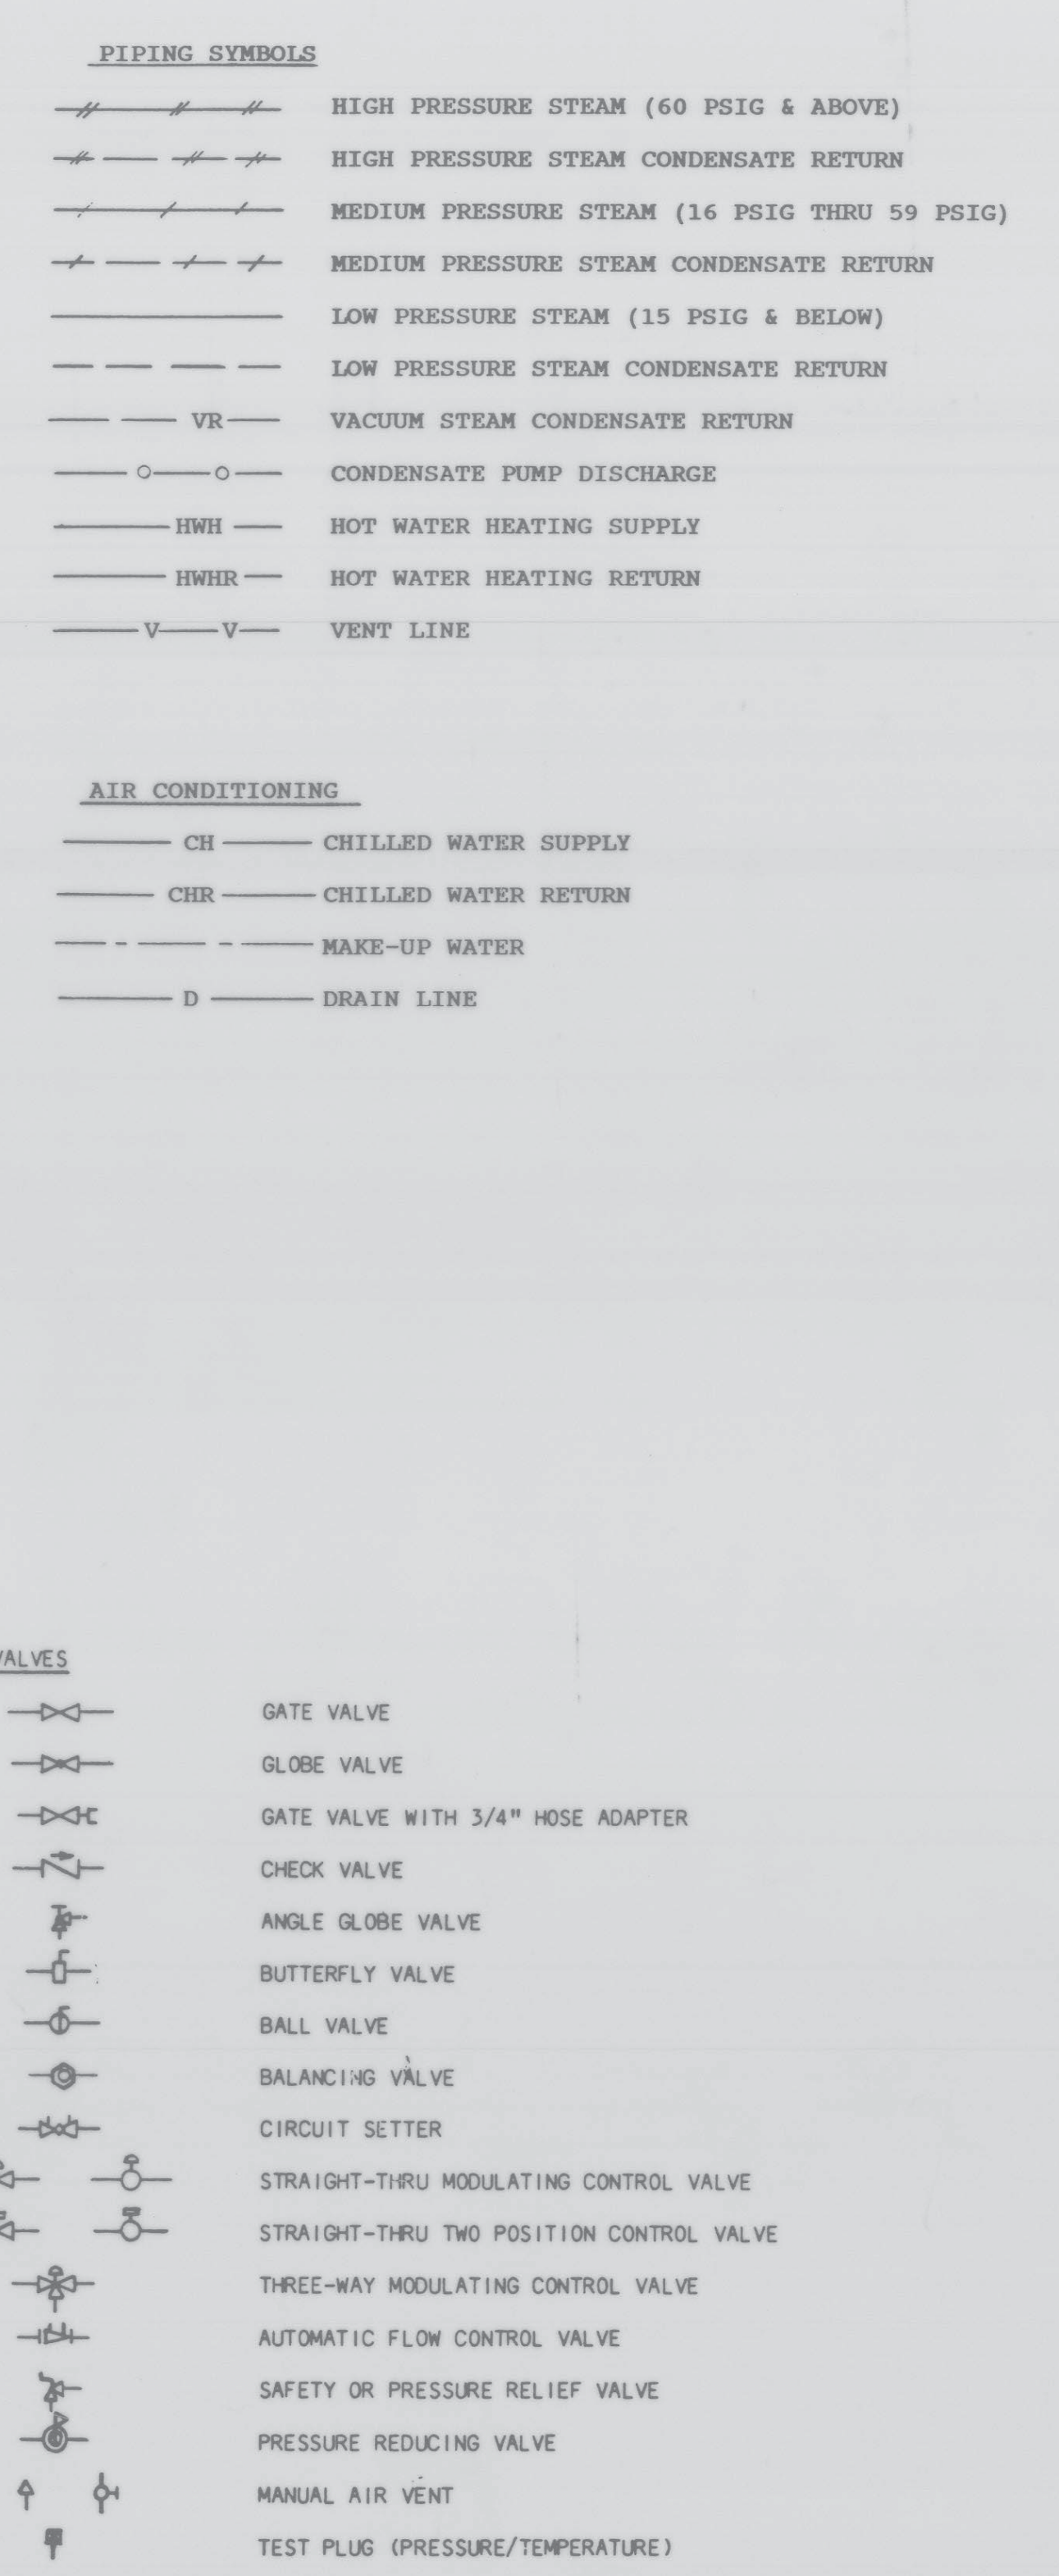 PIPING SYMBOLS
HIGH PRESSURE STEAM (60 PSIG & ABOVE)
HIGH PRESSURE STEAM CONDENSATE RETURN
MEDIUM PRESSURE STEAM (16 PSIG THRU 59 PSIG)
MEDIUM PRESSURE STEAM CONDENSATE RETURN
LOW PRESSURE STEAM (15 PSIG & BELOW)
LOW PRESSURE STEAM CONDENSATE RETURN
VR VACUUM STEAM CONDENSATE RETURN
CONDENSATE PUMP DISCHARGE
HWH HOT WATER HEATING SUPPLY
HWHR HOT WATER HEATING RETURN
V V VENT LINE
AIR CONDITIONING
CH CHILLED WATER SUPPLY
CHR CHILLED WATER RETURN
MAKE-UP WATER
D DRAIN LINE
VALVES
GATE VALVE
GLOBE VALVE
GATE VALVE WITH 3/4" HOSE ADAPTER
CHECK VALVE
ANGLE GLOBE VALVE
BUTTERFLY VALVE
BALL VALVE
BALANCING VALVE
CIRCUIT SETTER
STRAIGHT-THRU MODULATING CONTROL VALVE
STRAIGHT-THRU TWO POSITION CONTROL VALVE
THREE-WAY MODULATING CONTROL VALVE
AUTOMATIC FLOW CONTROL VALVE
SAFETY OR PRESSURE RELIEF VALVE
PRESSURE REDUCING VALVE
MANUAL AIR VENT
TEST PLUG (PRESSURE/TEMPERATURE)